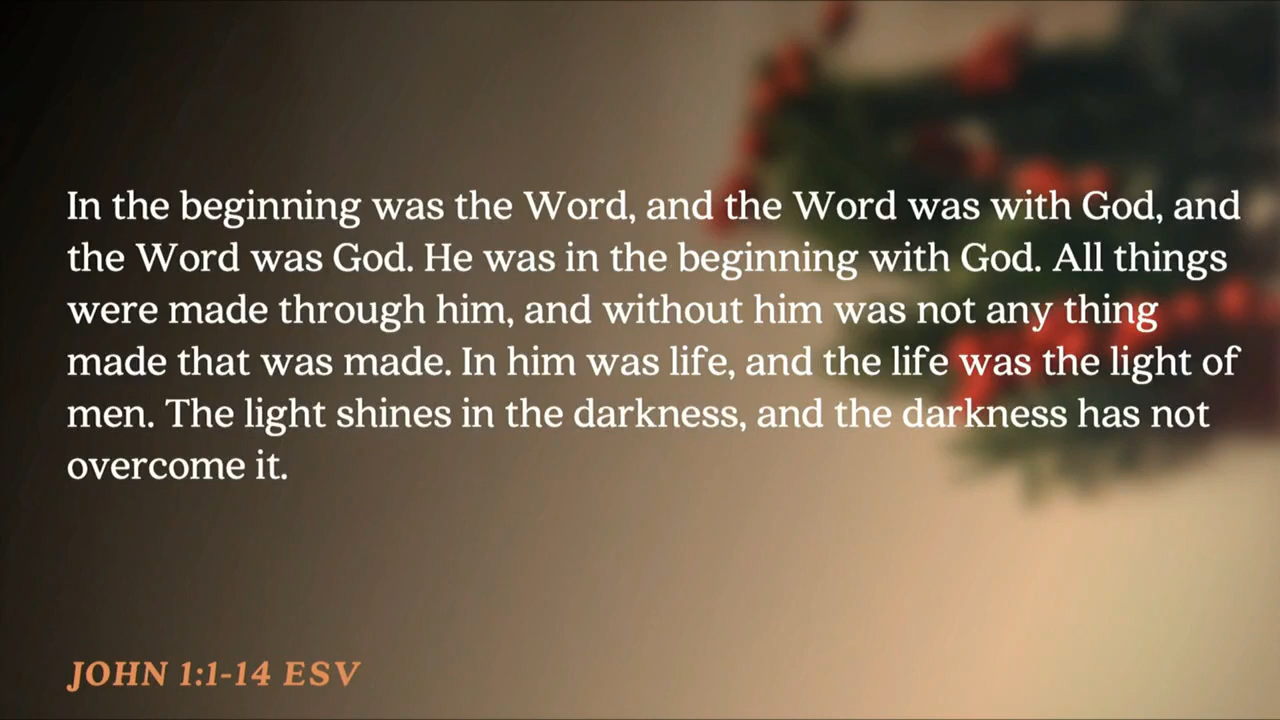 In the beginning was the Word, and the Word was with God, and
the Word was God. He was in the beginning with God. All things
were made through him, and without him was not any thing
made that was made. In him was life, and the life was the light of
men. The light shines in the darkness, and the darkness has not
overcome it.
JOHN 1:1-14 ESV